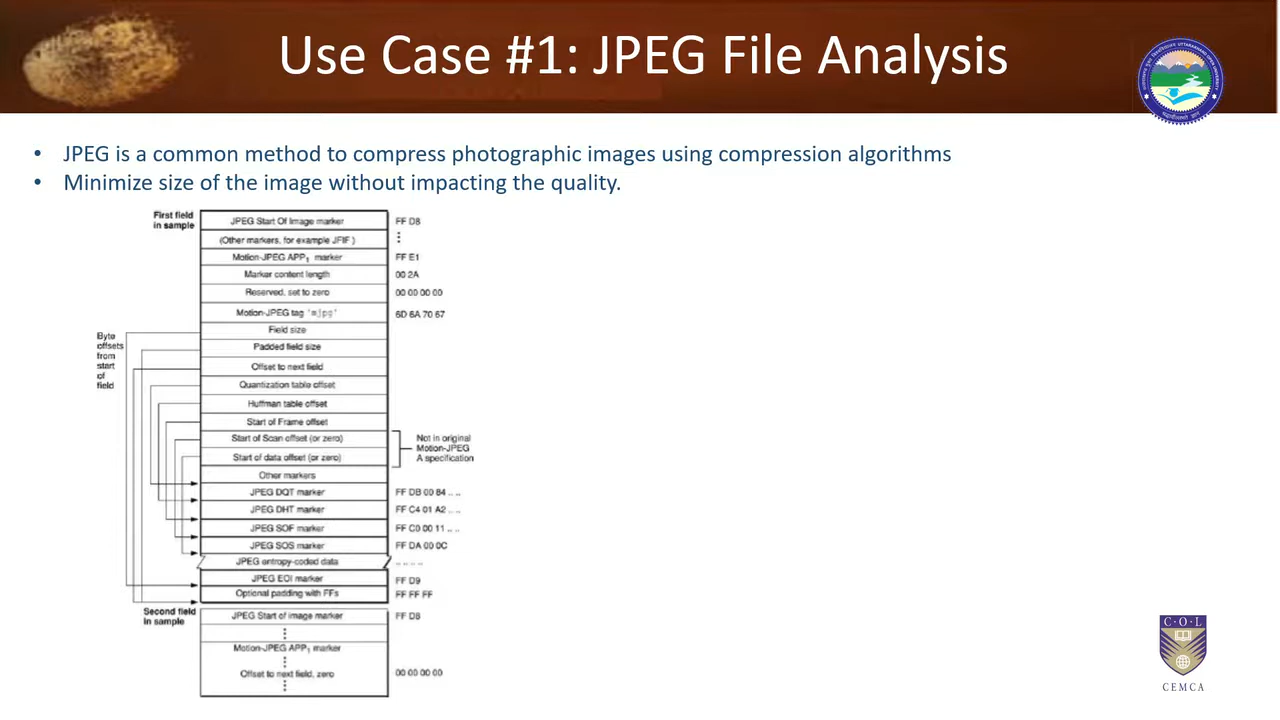 Use Case #1: JPEG File Analysis
• JPEG is a common method to compress photographic images using compression algorithms
• Minimize size of the image without impacting the quality.
First field
in sample
JPEG Start Of Image marker FF D8
(Other markers, for example JFIF )
Motion-JPEG APP1 marker FF E1
Marker content length 00 2A
Reserved, set to zero 00 00 00 00
Motion-JPEG tag 'mjpg' 6D 6A 70 67
Field size
Byte
offsets
from
start
of
field
Padded field size
Offset to next field
Quantization table offset
Huffman table offset
Start of Frame offset
Start of Scan offset (or zero)
Start of data offset (or zero)
Not in original
Motion-JPEG
A specification
Other markers
JPEG DQT marker FF DB 00 84 .. ..
JPEG DHT marker FF C4 01 A2 .. ..
JPEG SOF marker FF C0 00 11 .. ..
JPEG SOS marker FF DA 00 0C
JPEG entropy-coded data .. .. .. ..
JPEG EOI marker FF D9
Optional padding with FFs FF FF FF
Second field
in sample
JPEG Start of image marker FF D8
Motion-JPEG APP1 marker
Offset to next field, zero 00 00 00 00
C·O·L
CEMCA